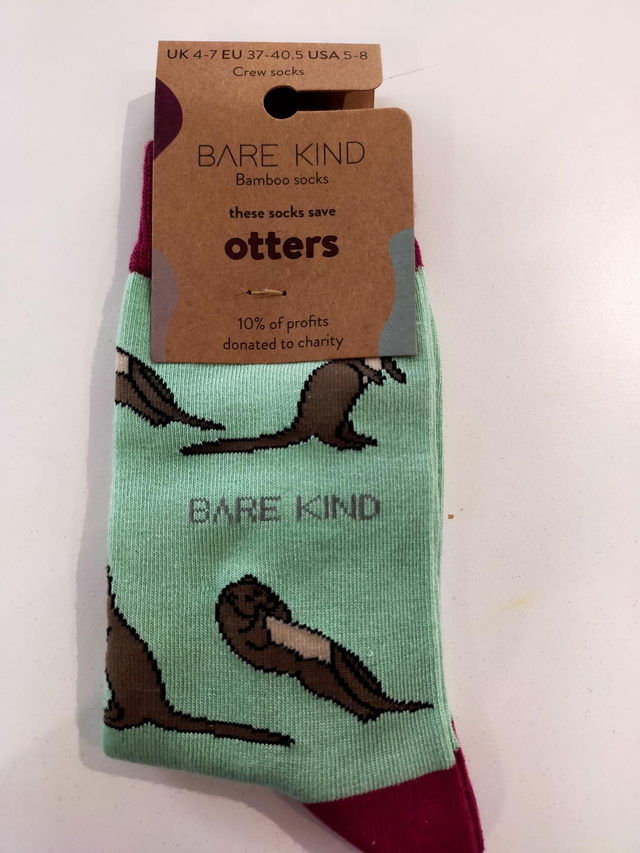 UK 4-7 EU 37-40.5 USA 5-8
Crew socks
BARE KIND
Bamboo socks
these socks save
otters
10% of profits
donated to charity
BARE KIND